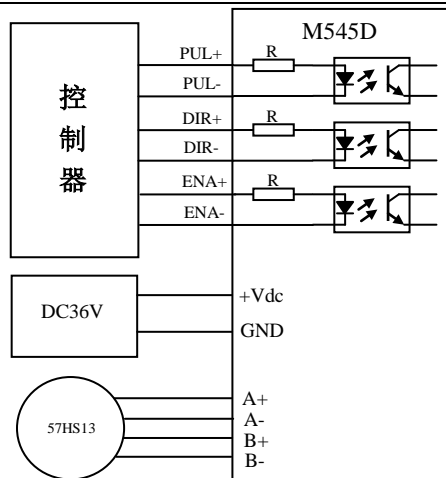 M545D
PUL+
R
PUL-
DIR+
R
DIR-
ENA+
R
ENA-
控
制
器
DC36V
+Vdc
GND
57HS13
A+
A-
B+
B-